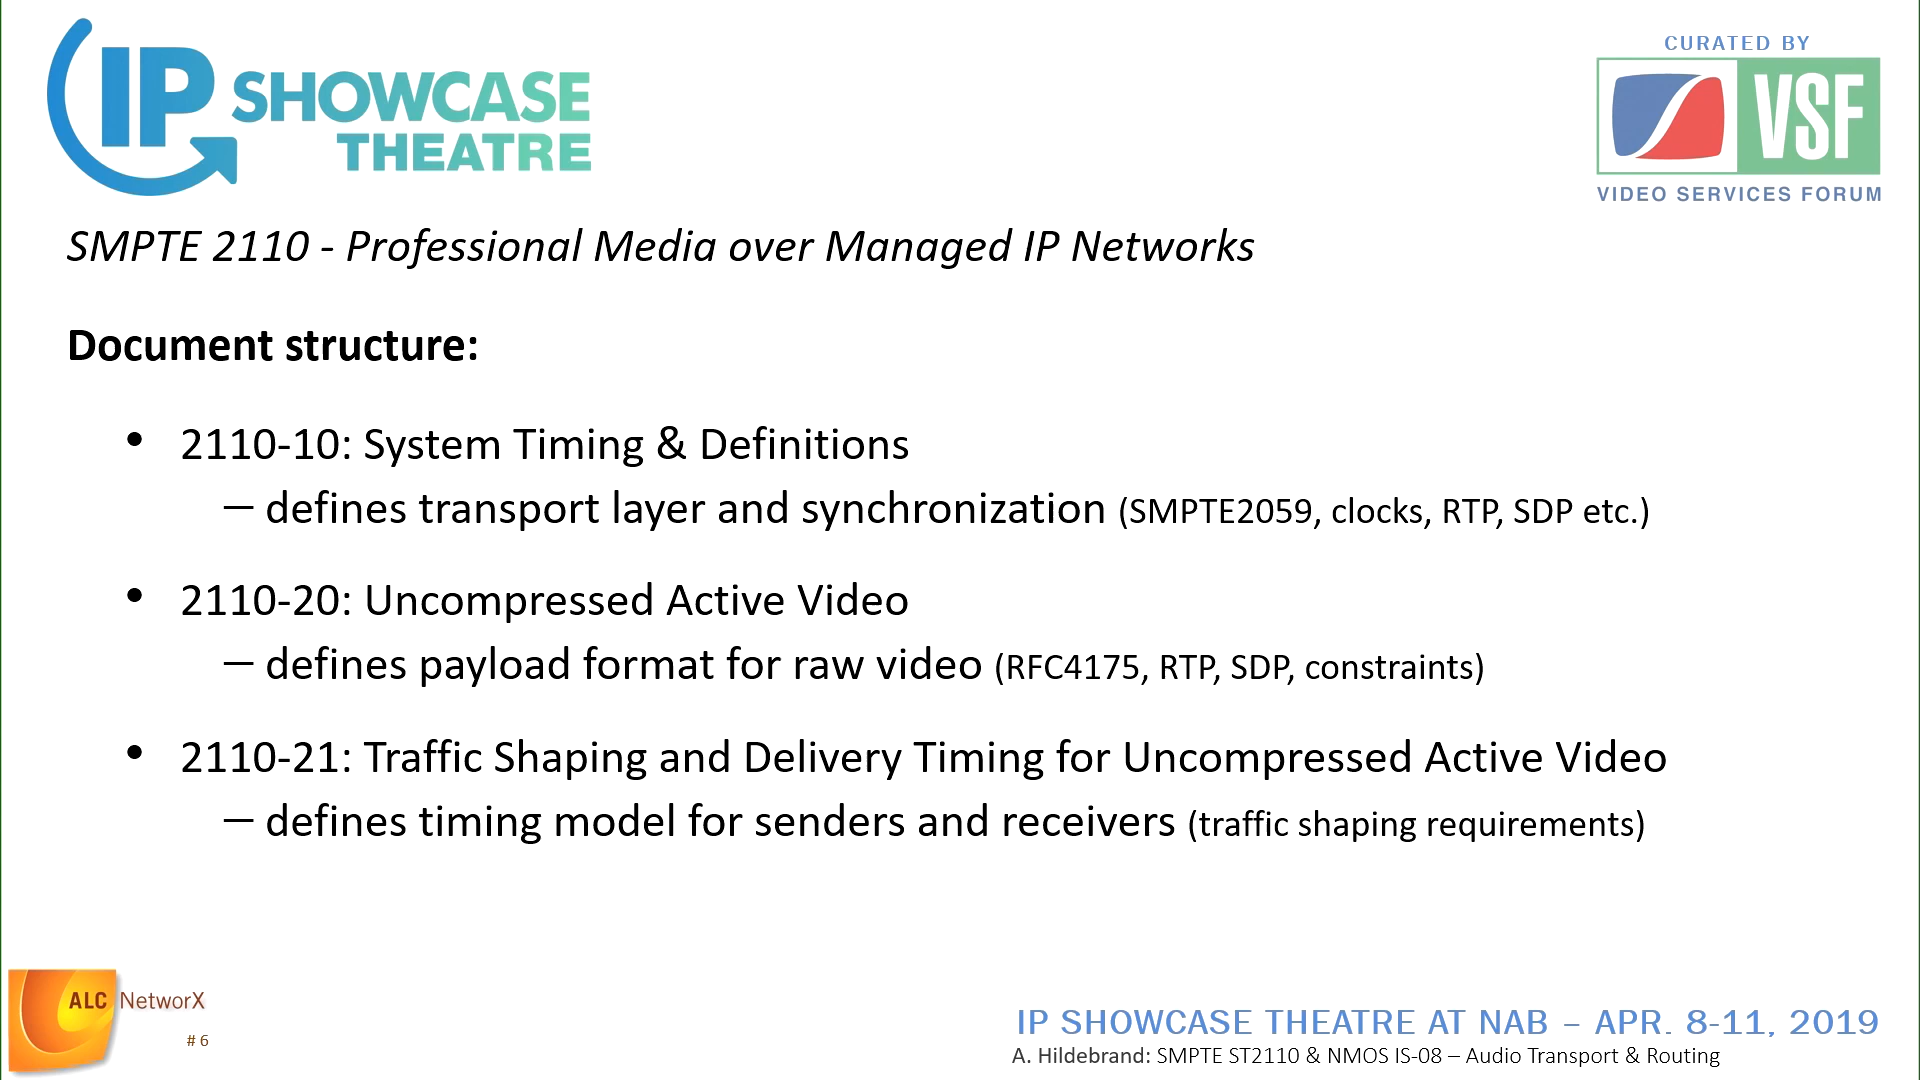 IP SHOWCASE
THEATRE
CURATED BY
VSF
VIDEO SERVICES FORUM
SMPTE 2110 - Professional Media over Managed IP Networks
Document structure:
• 2110-10: System Timing & Definitions
– defines transport layer and synchronization (SMPTE2059, clocks, RTP, SDP etc.)
• 2110-20: Uncompressed Active Video
– defines payload format for raw video (RFC4175, RTP, SDP, constraints)
• 2110-21: Traffic Shaping and Delivery Timing for Uncompressed Active Video
– defines timing model for senders and receivers (traffic shaping requirements)
ALC NetworX
# 6
IP SHOWCASE THEATRE AT NAB – APR. 8-11, 2019
A. Hildebrand: SMPTE ST2110 & NMOS IS-08 – Audio Transport & Routing